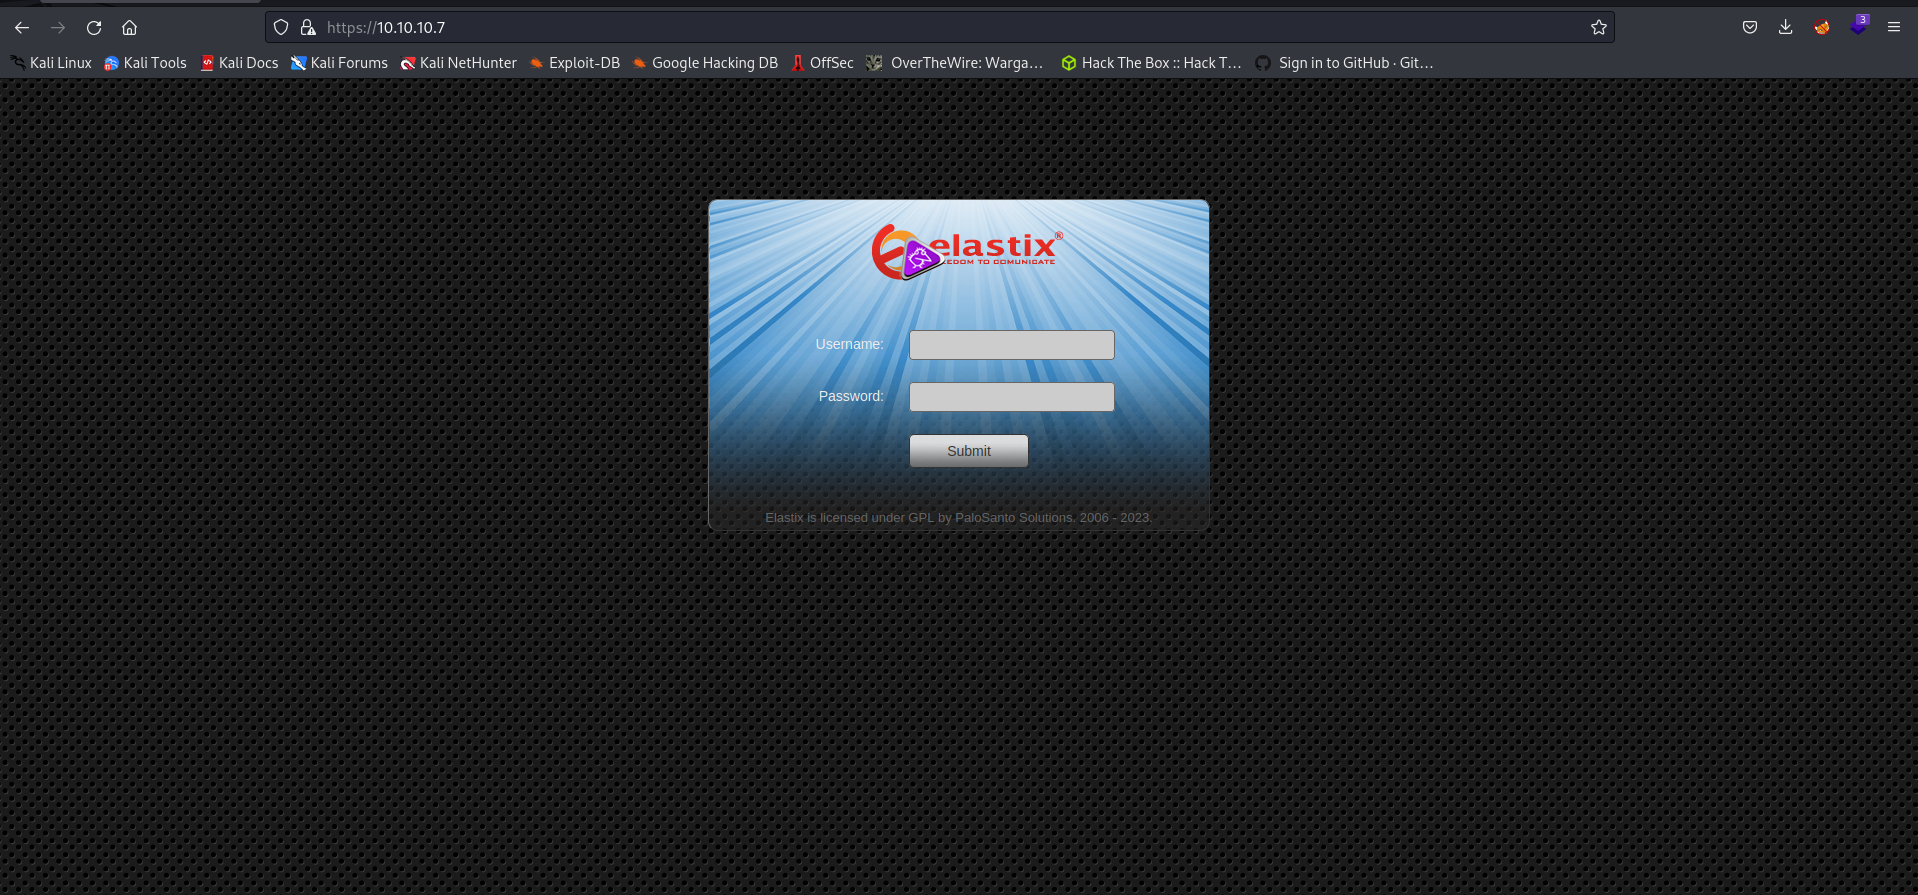 https://10.10.10.7
3
Kali Linux Kali Tools Kali Docs Kali Forums Kali NetHunter Exploit-DB Google Hacking DB OffSec OverTheWire: Warga… Hack The Box :: Hack T… Sign in to GitHub · Git…
elastix®
EDOM TO COMUNICATE
Username:
Password:
Submit
Elastix is licensed under GPL by PaloSanto Solutions. 2006 - 2023.